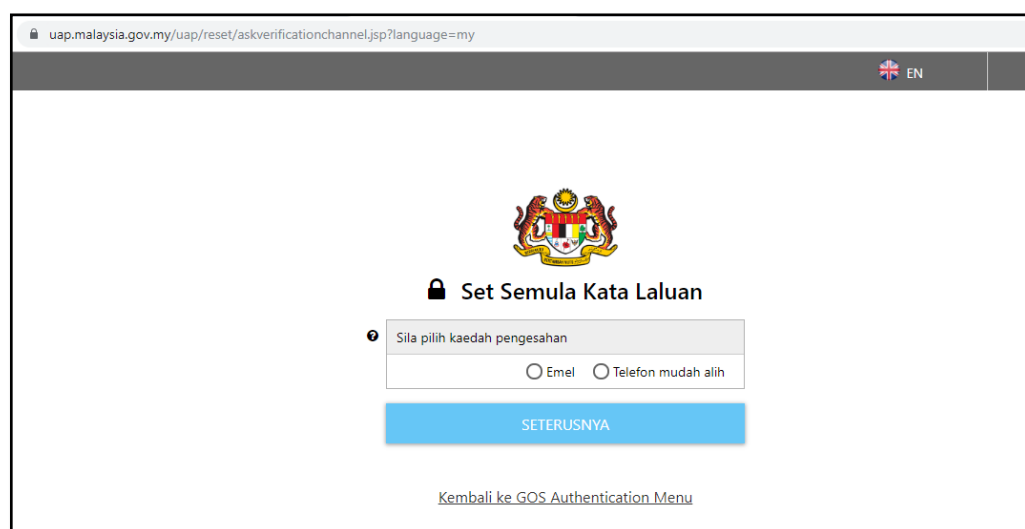 uap.malaysia.gov.my/uap/reset/askverificationchannel.jsp?language=my
EN
Set Semula Kata Laluan
Sila pilih kaedah pengesahan
Emel Telefon mudah alih
SETERUSNYA
Kembali ke GOS Authentication Menu